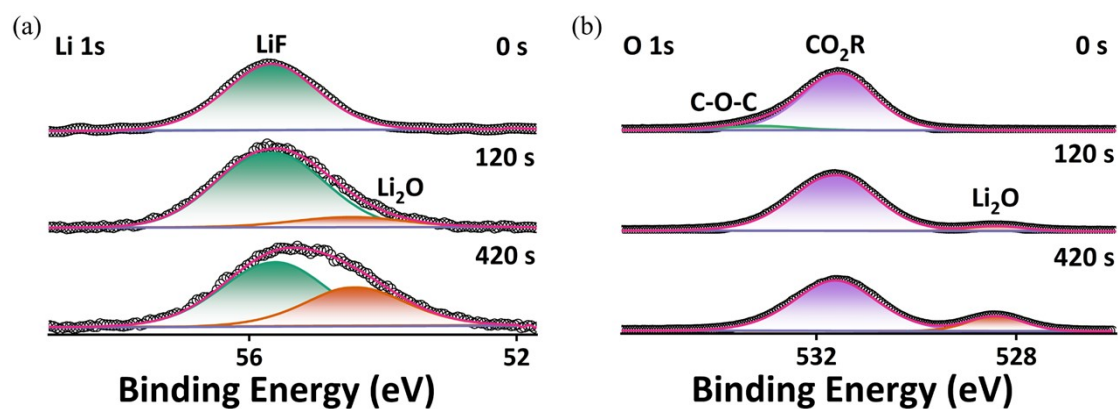 (a)
Li 1s
LiF
0 s
120 s
Li₂O
420 s
56
52
Binding Energy (eV)
(b)
O 1s
CO₂R
0 s
C-O-C
120 s
Li₂O
420 s
532
528
Binding Energy (eV)